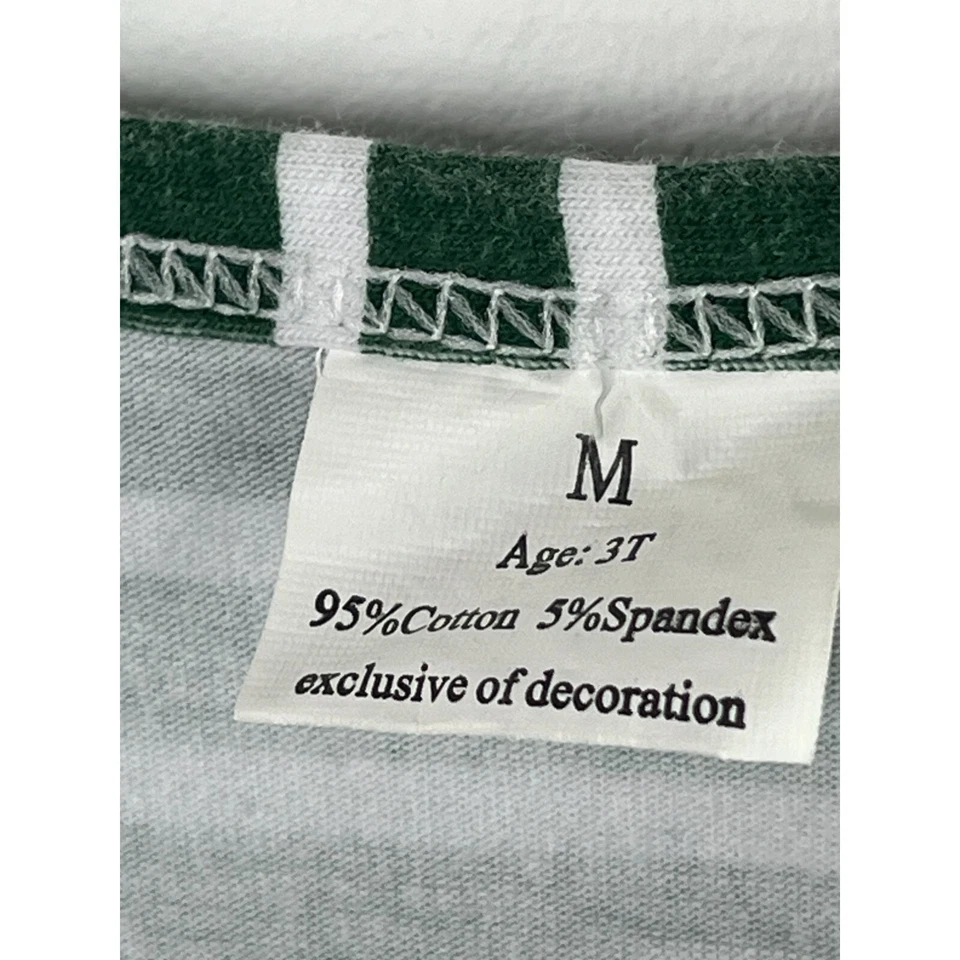 M
Age: 3T
95%Cotton 5%Spandex
exclusive of decoration